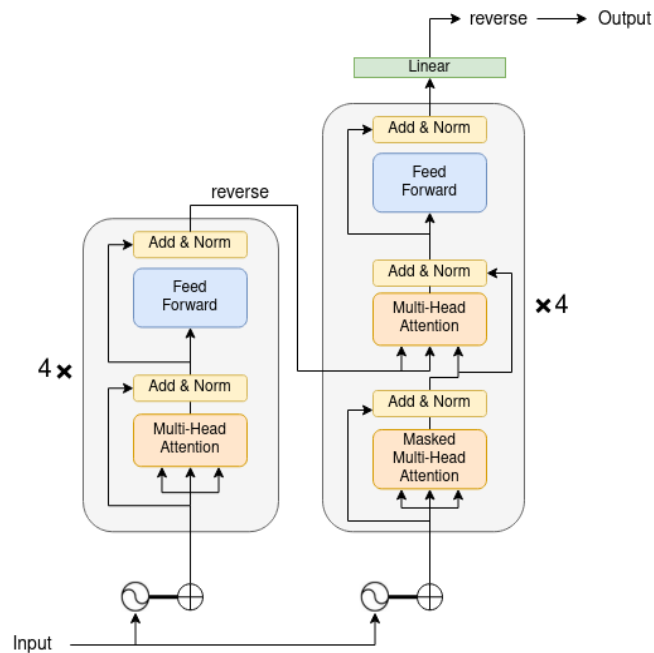 reverse
Output
Linear
Add & Norm
Feed
Forward
Add & Norm
Multi-Head
Attention
Add & Norm
Masked
Multi-Head
Attention
×4
reverse
Add & Norm
Feed
Forward
Add & Norm
Multi-Head
Attention
4×
Input